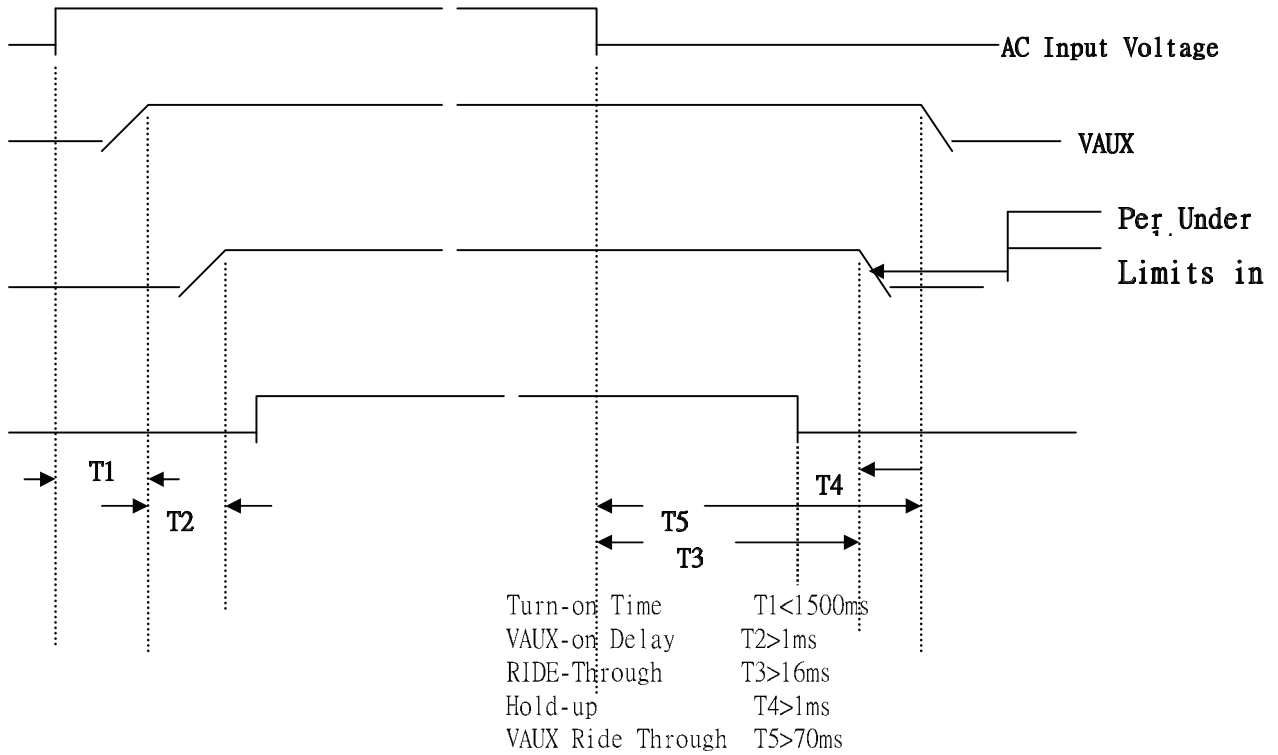 AC Input Voltage
VAUX
Per Under
Limits in
T1
T4
T2
T5
T3
Turn-on Time T1<1500ms
VAUX-on Delay T2>1ms
RIDE-Through T3>16ms
Hold-up T4>1ms
VAUX Ride Through T5>70ms